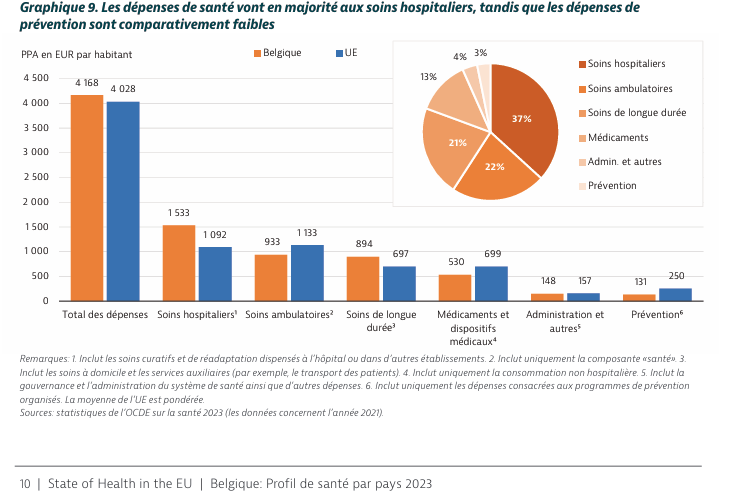 Graphique 9. Les dépenses de santé vont en majorité aux soins hospitaliers, tandis que les dépenses de
prévention sont comparativement faibles
PPA en EUR par habitant
Belgique
UE
4 500
4 000
3 500
3 000
2 500
2 000
1 500
1 000
500
0
4 168
4 028
1 533
1 092
933
1 133
894
697
530
699
148
157
131
250
Total des dépenses
Soins hospitaliers¹
Soins ambulatoires²
Soins de longue
durée³
Médicaments et
dispositifs
médicaux⁴
Administration et
autres⁵
Prévention⁶
37%
22%
21%
13%
4%
3%
Soins hospitaliers
Soins ambulatoires
Soins de longue durée
Médicaments
Admin. et autres
Prévention
Remarques: 1. Inclut les soins curatifs et de réadaptation dispensés à l’hôpital ou dans d’autres établissements. 2. Inclut uniquement la composante «santé». 3.
Inclut les soins à domicile et les services auxiliaires (par exemple, le transport des patients). 4. Inclut uniquement la consommation non hospitalière. 5. Inclut la
gouvernance et l’administration du système de santé ainsi que d’autres dépenses. 6. Inclut uniquement les dépenses consacrées aux programmes de prévention
organisés. La moyenne de l’UE est pondérée.
Sources: statistiques de l’OCDE sur la santé 2023 (les données concernent l’année 2021).
10 | State of Health in the EU | Belgique: Profil de santé par pays 2023